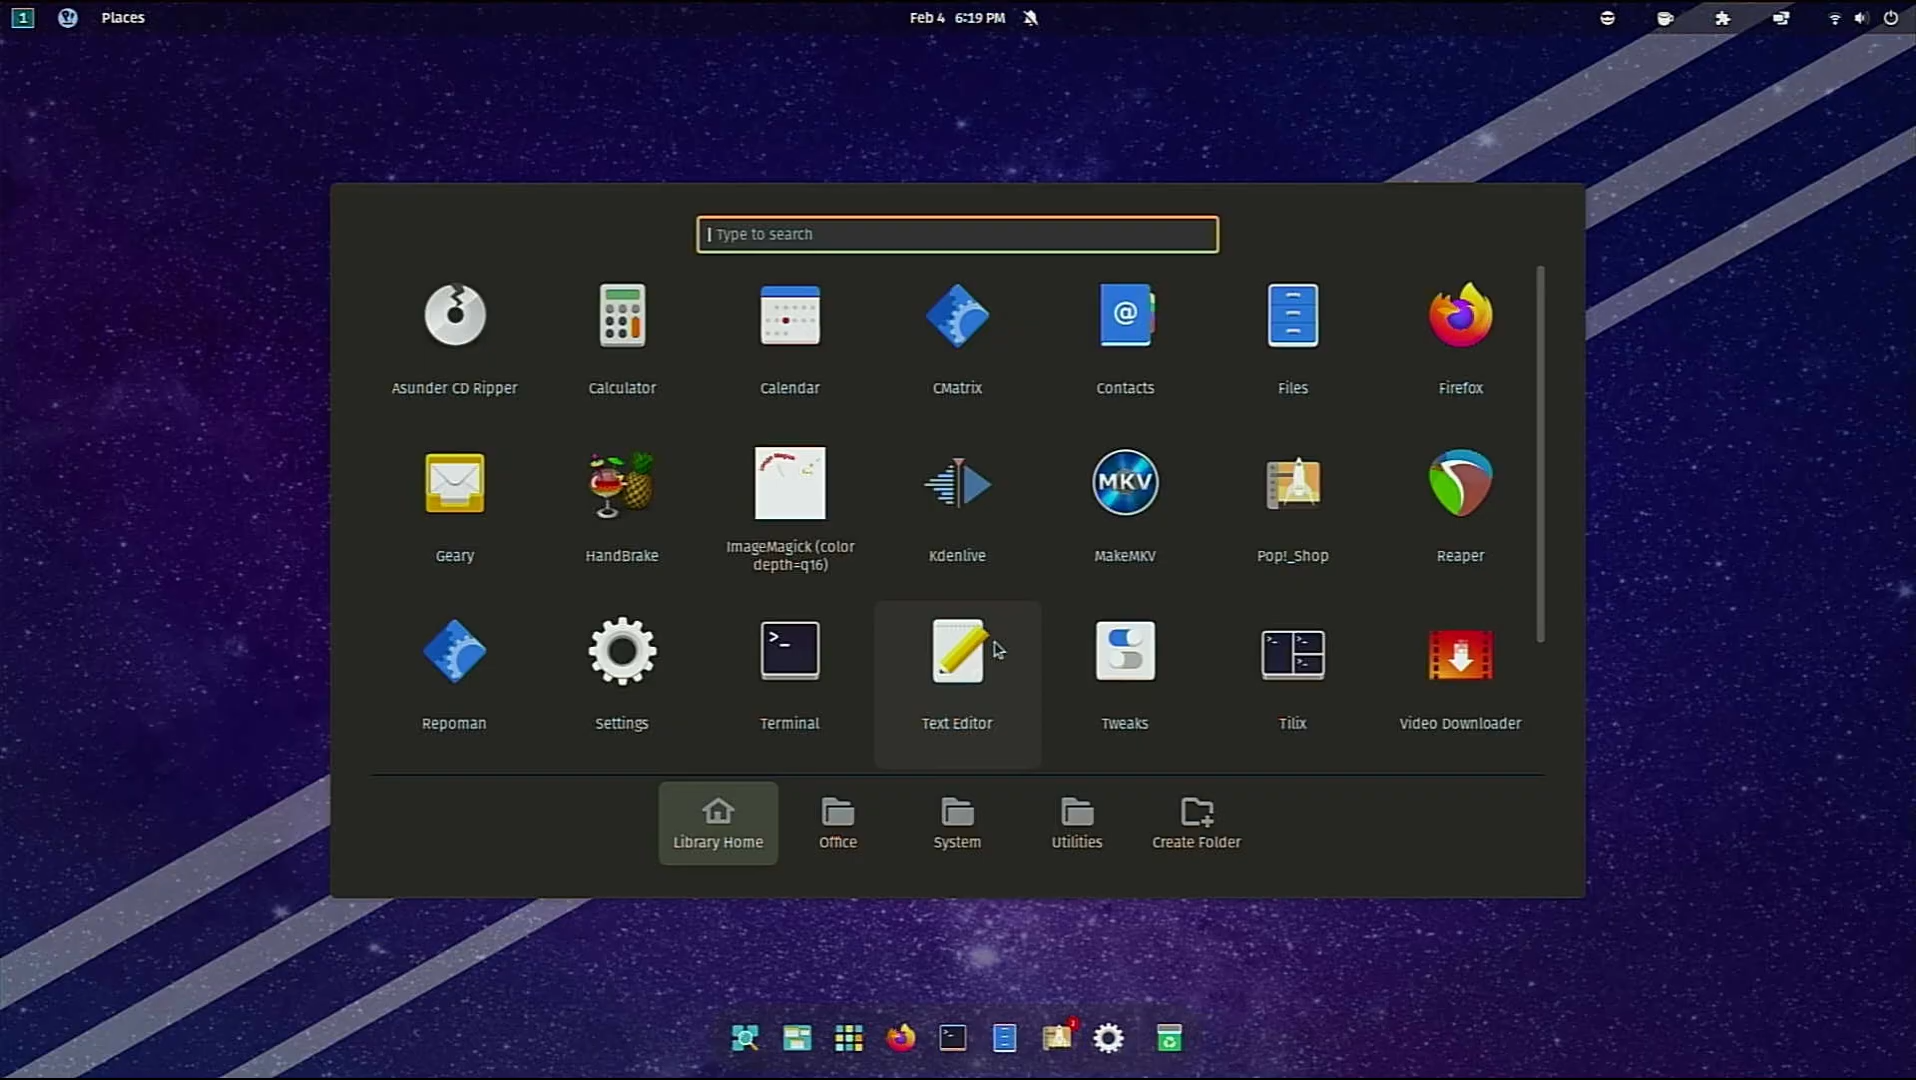 1 Places Feb 4 6:19 PM
Type to search
Asunder CD Ripper Calculator Calendar CMatrix Contacts Files Firefox
@
MKV
Geary HandBrake ImageMagick (color depth=q16) Kdenlive MakeMKV Pop!_Shop Reaper
>_
Repoman Settings Terminal Text Editor Tweaks Tilix Video Downloader
Library Home Office System Utilities Create Folder